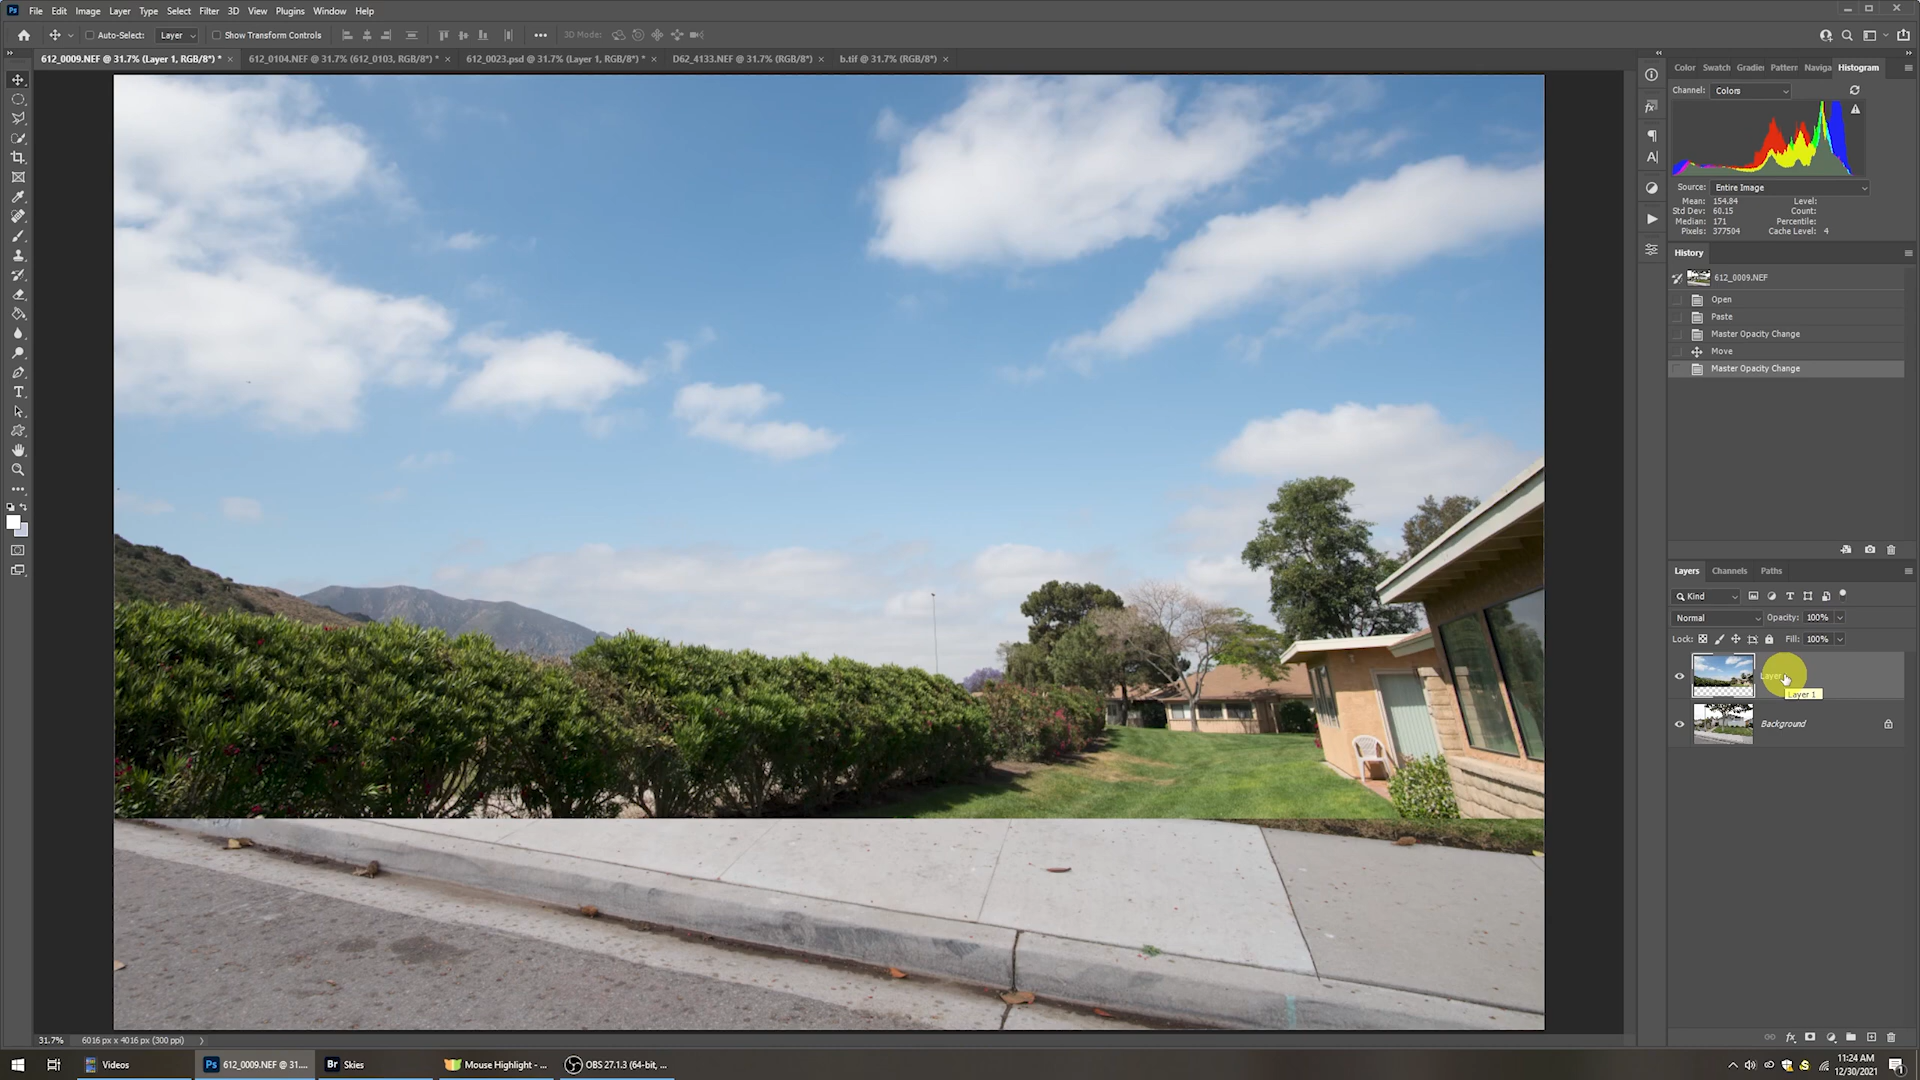 Ps File Edit Image Layer Type Select Filter 3D View Plugins Window Help
Auto-Select: Layer Show Transform Controls 3D Mode:
612_0009.NEF @ 31.7% (Layer 1, RGB/8*) * × 612_0104.NEF @ 31.7% (612_0103, RGB/8*) * × 612_0023.psd @ 31.7% (Layer 1, RGB/8*) * × D62_4133.NEF @ 31.7% (RGB/8*) × b.tif @ 31.7% (RGB/8*) ×
Color Swatch Gradie Patterr Naviga Histogram
Channel: Colors
Source: Entire Image
Mean: 154.84 Level:
Std Dev: 60.15 Count:
Median: 171 Percentile:
Pixels: 377504 Cache Level: 4
History
612_0009.NEF
Open
Paste
Master Opacity Change
Move
Master Opacity Change
Layers Channels Paths
Kind
Normal Opacity: 100%
Lock: Fill: 100%
Layer 1
Background
31.7% 6016 px x 4016 px (300 ppi)
Videos Ps 612_0009.NEF @ 31.... Br Skies Mouse Highlight - ... OBS 27.1.3 (64-bit, ...
11:24 AM
12/30/2021